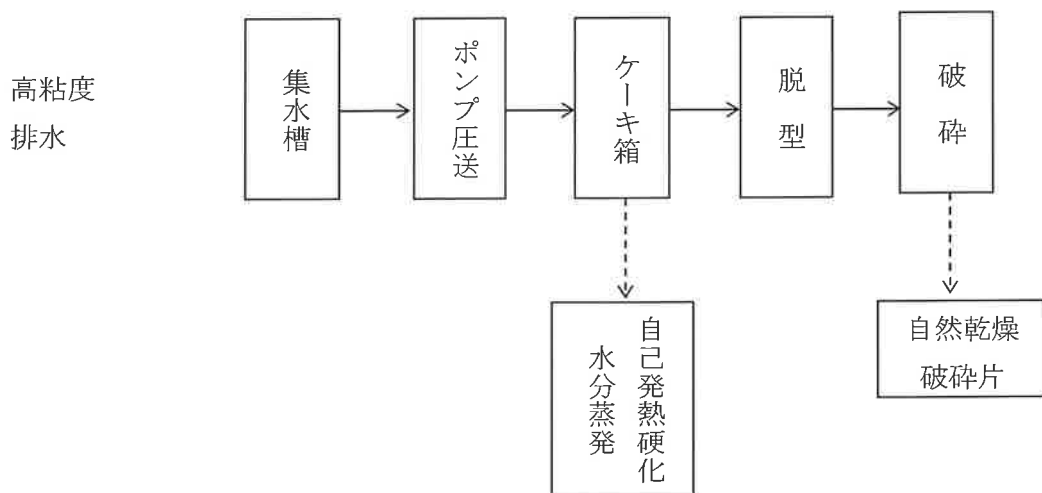 高粘度
排水
集水槽
ポンプ圧送
ケーキ箱
脱型
破砕
自己発熱硬化
水分蒸発
自然乾燥
破砕片